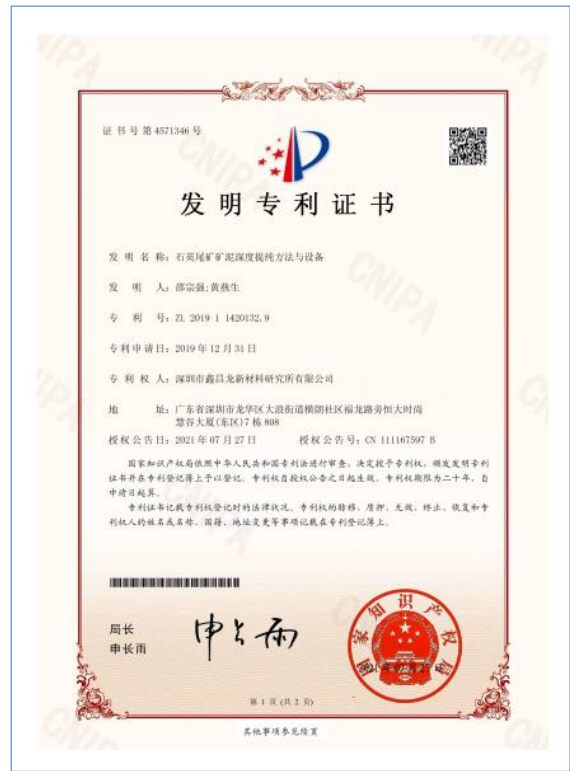 证书号第4571346号
发明专利证书
发 明 名 称：石英尾矿矿泥深度提纯方法与设备
发 明 人：邵宗强;黄燕生
专 利 号：ZL 2019 1 1420132.9
专利申请日：2019年12月31日
专 利 权 人：深圳市鑫昌龙新材料研究所有限公司
地 址：广东省深圳市龙华区大浪街道横朗社区福龙路旁恒大时尚
慧谷大厦(东区)7栋808
授权公告日：2021年07月27日 授权公告号：CN 111167597 B
国家知识产权局依照中华人民共和国专利法进行审查，决定授予专利权，颁发发明专利
证书并在专利登记簿上予以登记。专利权自授权公告之日起生效。专利权期限为二十年，自
申请日起算。
专利证书记载专利权登记时的法律状况。专利权的转移、质押、无效、终止、恢复和专
利权人的姓名或名称、国籍、地址变更等事项记载在专利登记簿上。
局长
申长雨
申长雨
国家知识产权局
第 1 页 (共 2 页)
其他事项参见续页
CNIPA